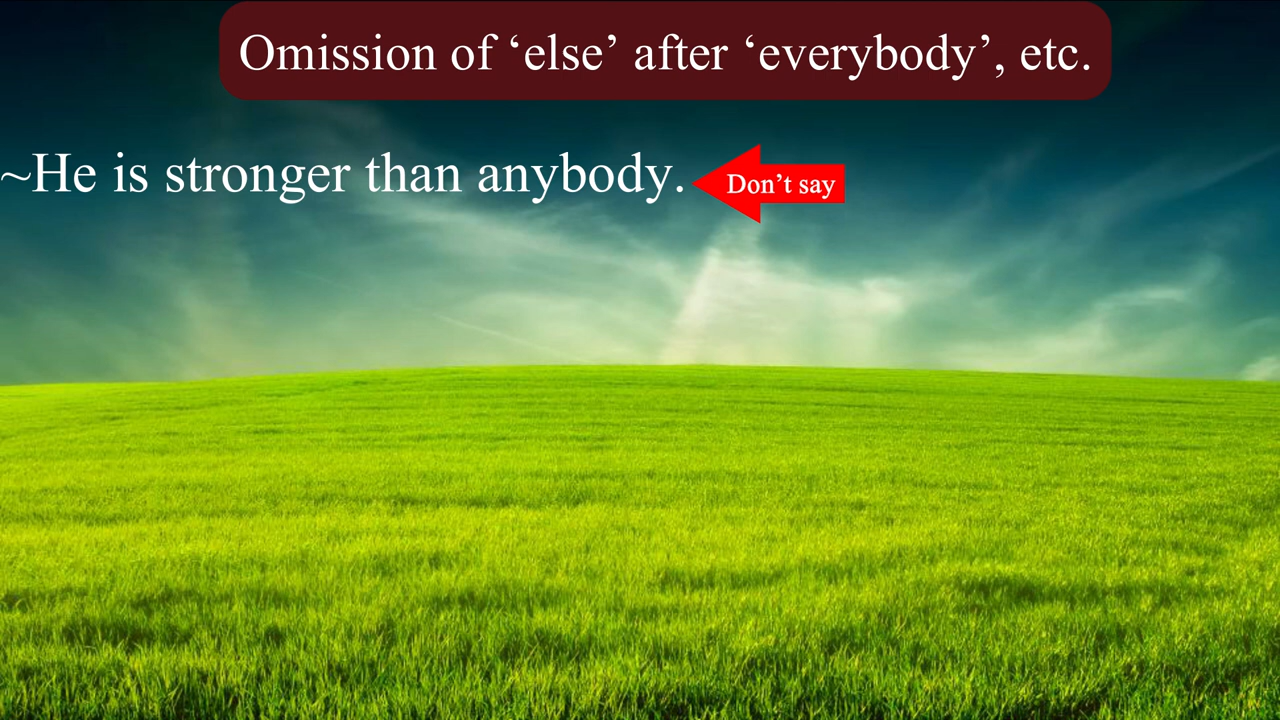 Omission of ‘else’ after ‘everybody’, etc.
~He is stronger than anybody.
Don’t say